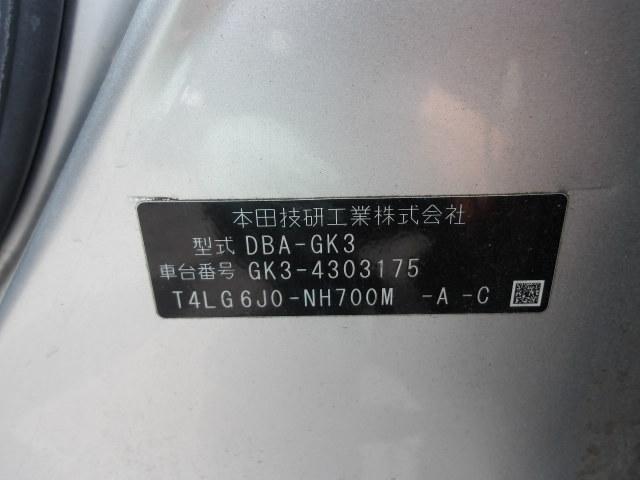 本田技研工業株式会社
型式 DBA-GK3
車台番号 GK3-4303175
T4LG6J0-NH700M -A -C